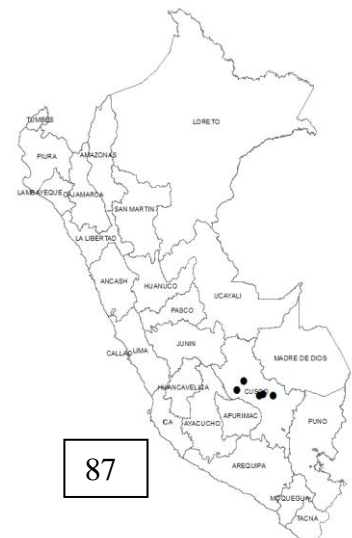 TUMBES
LORETO
PIURA
AMAZONAS
LAMBAYEQUE
CAJAMARCA
SAN MARTIN
LA LIBERTAD
ANCASH
HUANUCO
UCAYALI
PASCO
JUNIN
CALLAO
LIMA
MADRE DE DIOS
HUANCAVELICA
CUSCO
ICA
AYACUCHO
APURIMAC
PUNO
AREQUIPA
MOQUEGUA
TACNA
87